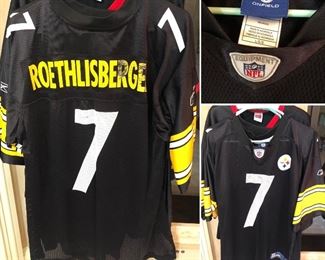 7
ROETHLISBERGE
7
ONFIELD
EQUIPMENT
NFL
7